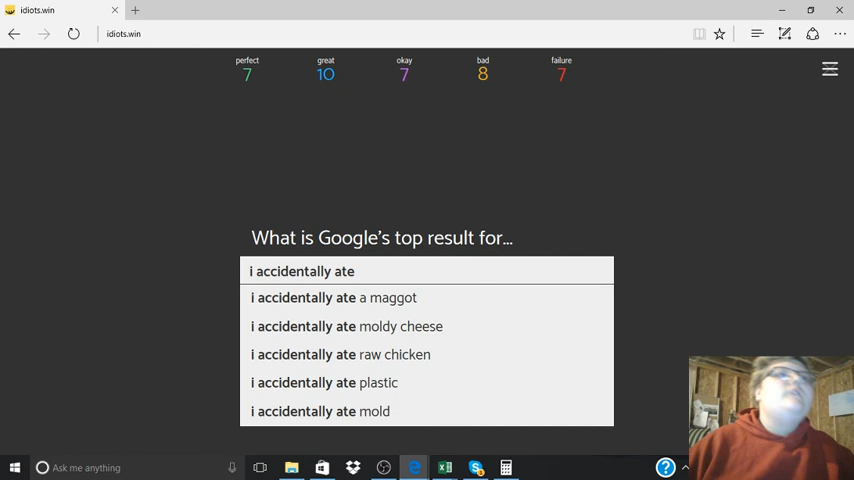 idiots.win
idiots.win
perfect great okay bad failure
7 10 7 8 7
What is Google's top result for...
i accidentally ate
i accidentally ate a maggot
i accidentally ate moldy cheese
i accidentally ate raw chicken
i accidentally ate plastic
i accidentally ate mold
Ask me anything